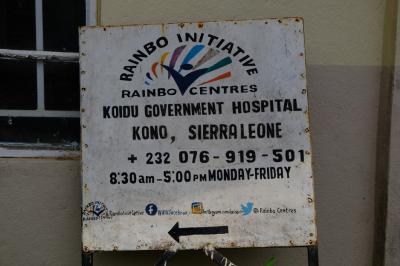 RAINBO INITIATIVE
RAINBO CENTRES
KOIDU GOVERNMENT HOSPITAL
KONO, SIERRALEONE
+ 232 076-919-501
8:30am-5:00PM MONDAY-FRIDAY
Rainbo Centres